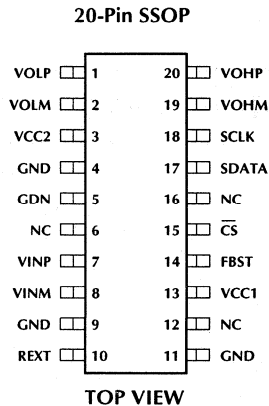 20-Pin SSOP
VOLP 1 20 VOHP
VOLM 2 19 VOHM
VCC2 3 18 SCLK
GND 4 17 SDATA
GDN 5 16 NC
NC 6 15 C̅S̅
VINP 7 14 FBST
VINM 8 13 VCC1
GND 9 12 NC
REXT 10 11 GND
TOP VIEW